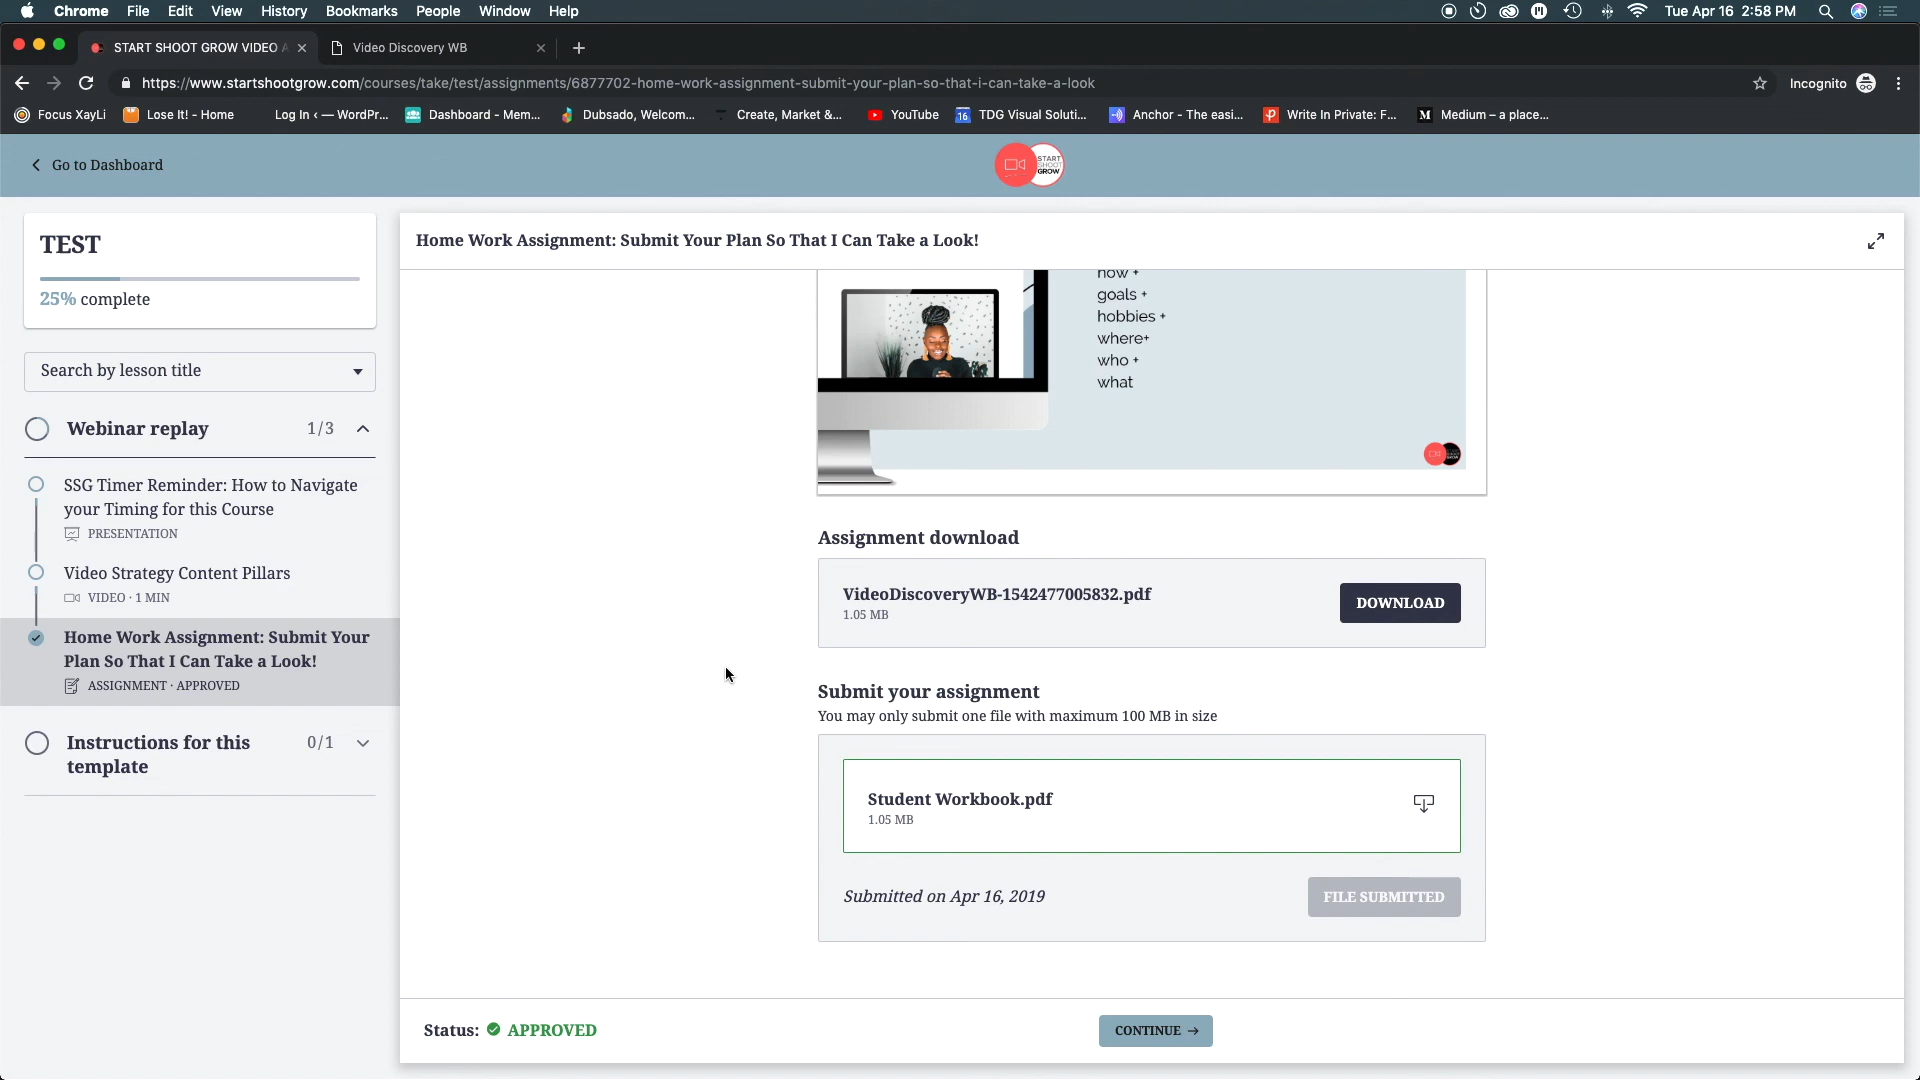 Chrome File Edit View History Bookmarks People Window Help
Tue Apr 16 2:58 PM
START SHOOT GROW VIDEO
Video Discovery WB
https://www.startshootgrow.com/courses/take/test/assignments/6877702-home-work-assignment-submit-your-plan-so-that-i-can-take-a-look
Incognito
Focus XayLi
Lose It! - Home
Log In ‹ — WordPr...
Dashboard - Mem...
Dubsado, Welcom...
Create, Market &...
YouTube
16
TDG Visual Soluti...
Anchor - The easi...
Write In Private: F...
M
Medium – a place...
Go to Dashboard
START
SHOOT
GROW
TEST
25% complete
Search by lesson title
Webinar replay 1/3
SSG Timer Reminder: How to Navigate
your Timing for this Course
PRESENTATION
Video Strategy Content Pillars
VIDEO · 1 MIN
Home Work Assignment: Submit Your
Plan So That I Can Take a Look!
ASSIGNMENT · APPROVED
Instructions for this 0/1
template
Home Work Assignment: Submit Your Plan So That I Can Take a Look!
how +
goals +
hobbies +
where+
who +
what
Assignment download
VideoDiscoveryWB-1542477005832.pdf
1.05 MB
DOWNLOAD
Submit your assignment
You may only submit one file with maximum 100 MB in size
Student Workbook.pdf
1.05 MB
Submitted on Apr 16, 2019
FILE SUBMITTED
Status: APPROVED
CONTINUE →